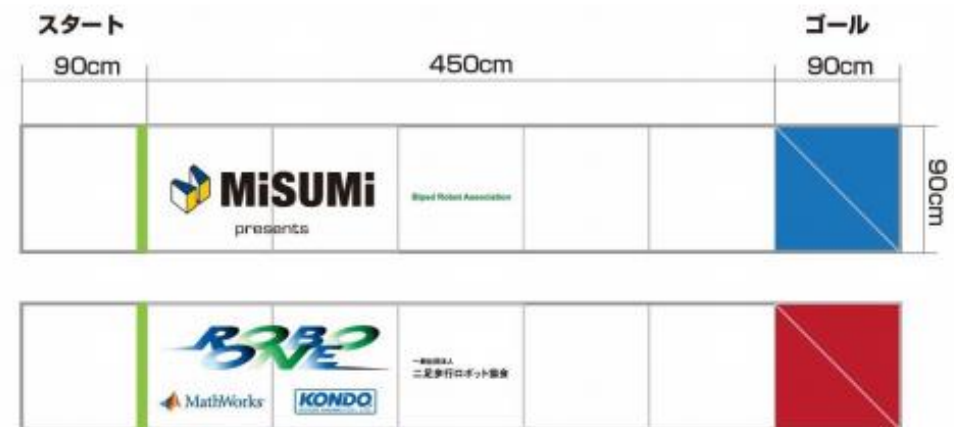 スタート
ゴール
90cm
450cm
90cm
MiSUMi
presents
Biped Robot Association
90cm
ROBO
ONE
MathWorks
KONDO
一般社団法人
二足歩行ロボット協会